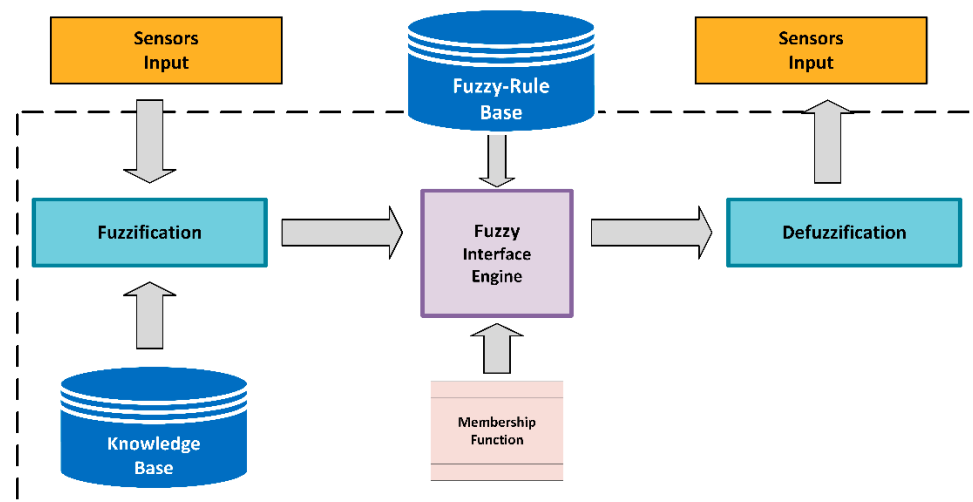 Sensors
Input
Fuzzy-Rule
Base
Sensors
Input
Fuzzification
Fuzzy
Interface
Engine
Defuzzification
Knowledge
Base
Membership
Function